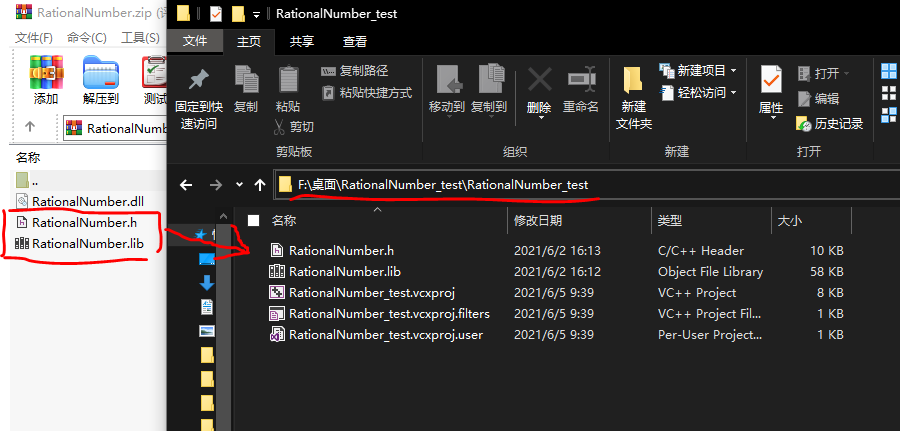 RationalNumber.zip (评
文件(F) 命令(C) 工具(S)
添加 解压到 测试
RationalNumb
名称
..
RationalNumber.dll
RationalNumber.h
RationalNumber.lib
RationalNumber_test
文件 主页 共享 查看
固定到快速访问
复制
粘贴
复制路径
粘贴快捷方式
剪切
剪贴板
移动到 复制到 删除 重命名
组织
新建文件夹
新建项目
轻松访问
新建
属性
打开
编辑
历史记录
打开
F:\桌面\RationalNumber_test\RationalNumber_test
名称 修改日期 类型 大小
RationalNumber.h 2021/6/2 16:13 C/C++ Header 10 KB
RationalNumber.lib 2021/6/2 16:12 Object File Library 58 KB
RationalNumber_test.vcxproj 2021/6/5 9:39 VC++ Project 8 KB
RationalNumber_test.vcxproj.filters 2021/6/5 9:39 VC++ Project Fil... 1 KB
RationalNumber_test.vcxproj.user 2021/6/5 9:39 Per-User Project... 1 KB